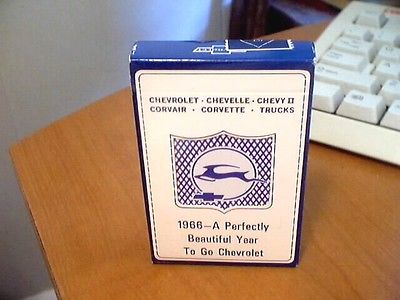 CHEVROLET · CHEVELLE · CHEVY II
CORVAIR · CORVETTE · TRUCKS
1966—A Perfectly
Beautiful Year
To Go Chevrolet